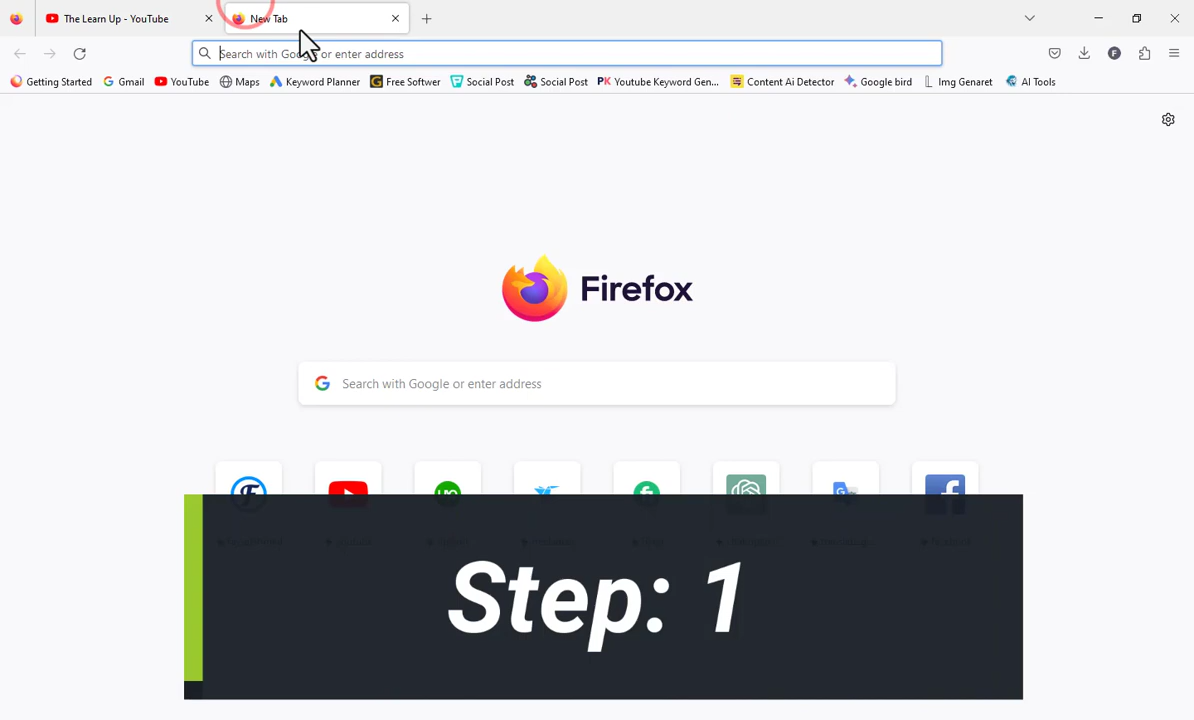 The Learn Up - YouTube
New Tab
Search with Google or enter address
Getting Started
Gmail
YouTube
Maps
Keyword Planner
Free Softwer
Social Post
Social Post
PK Youtube Keyword Gen...
Content Ai Detector
Google bird
Img Genaret
AI Tools
Firefox
Search with Google or enter address
Step: 1